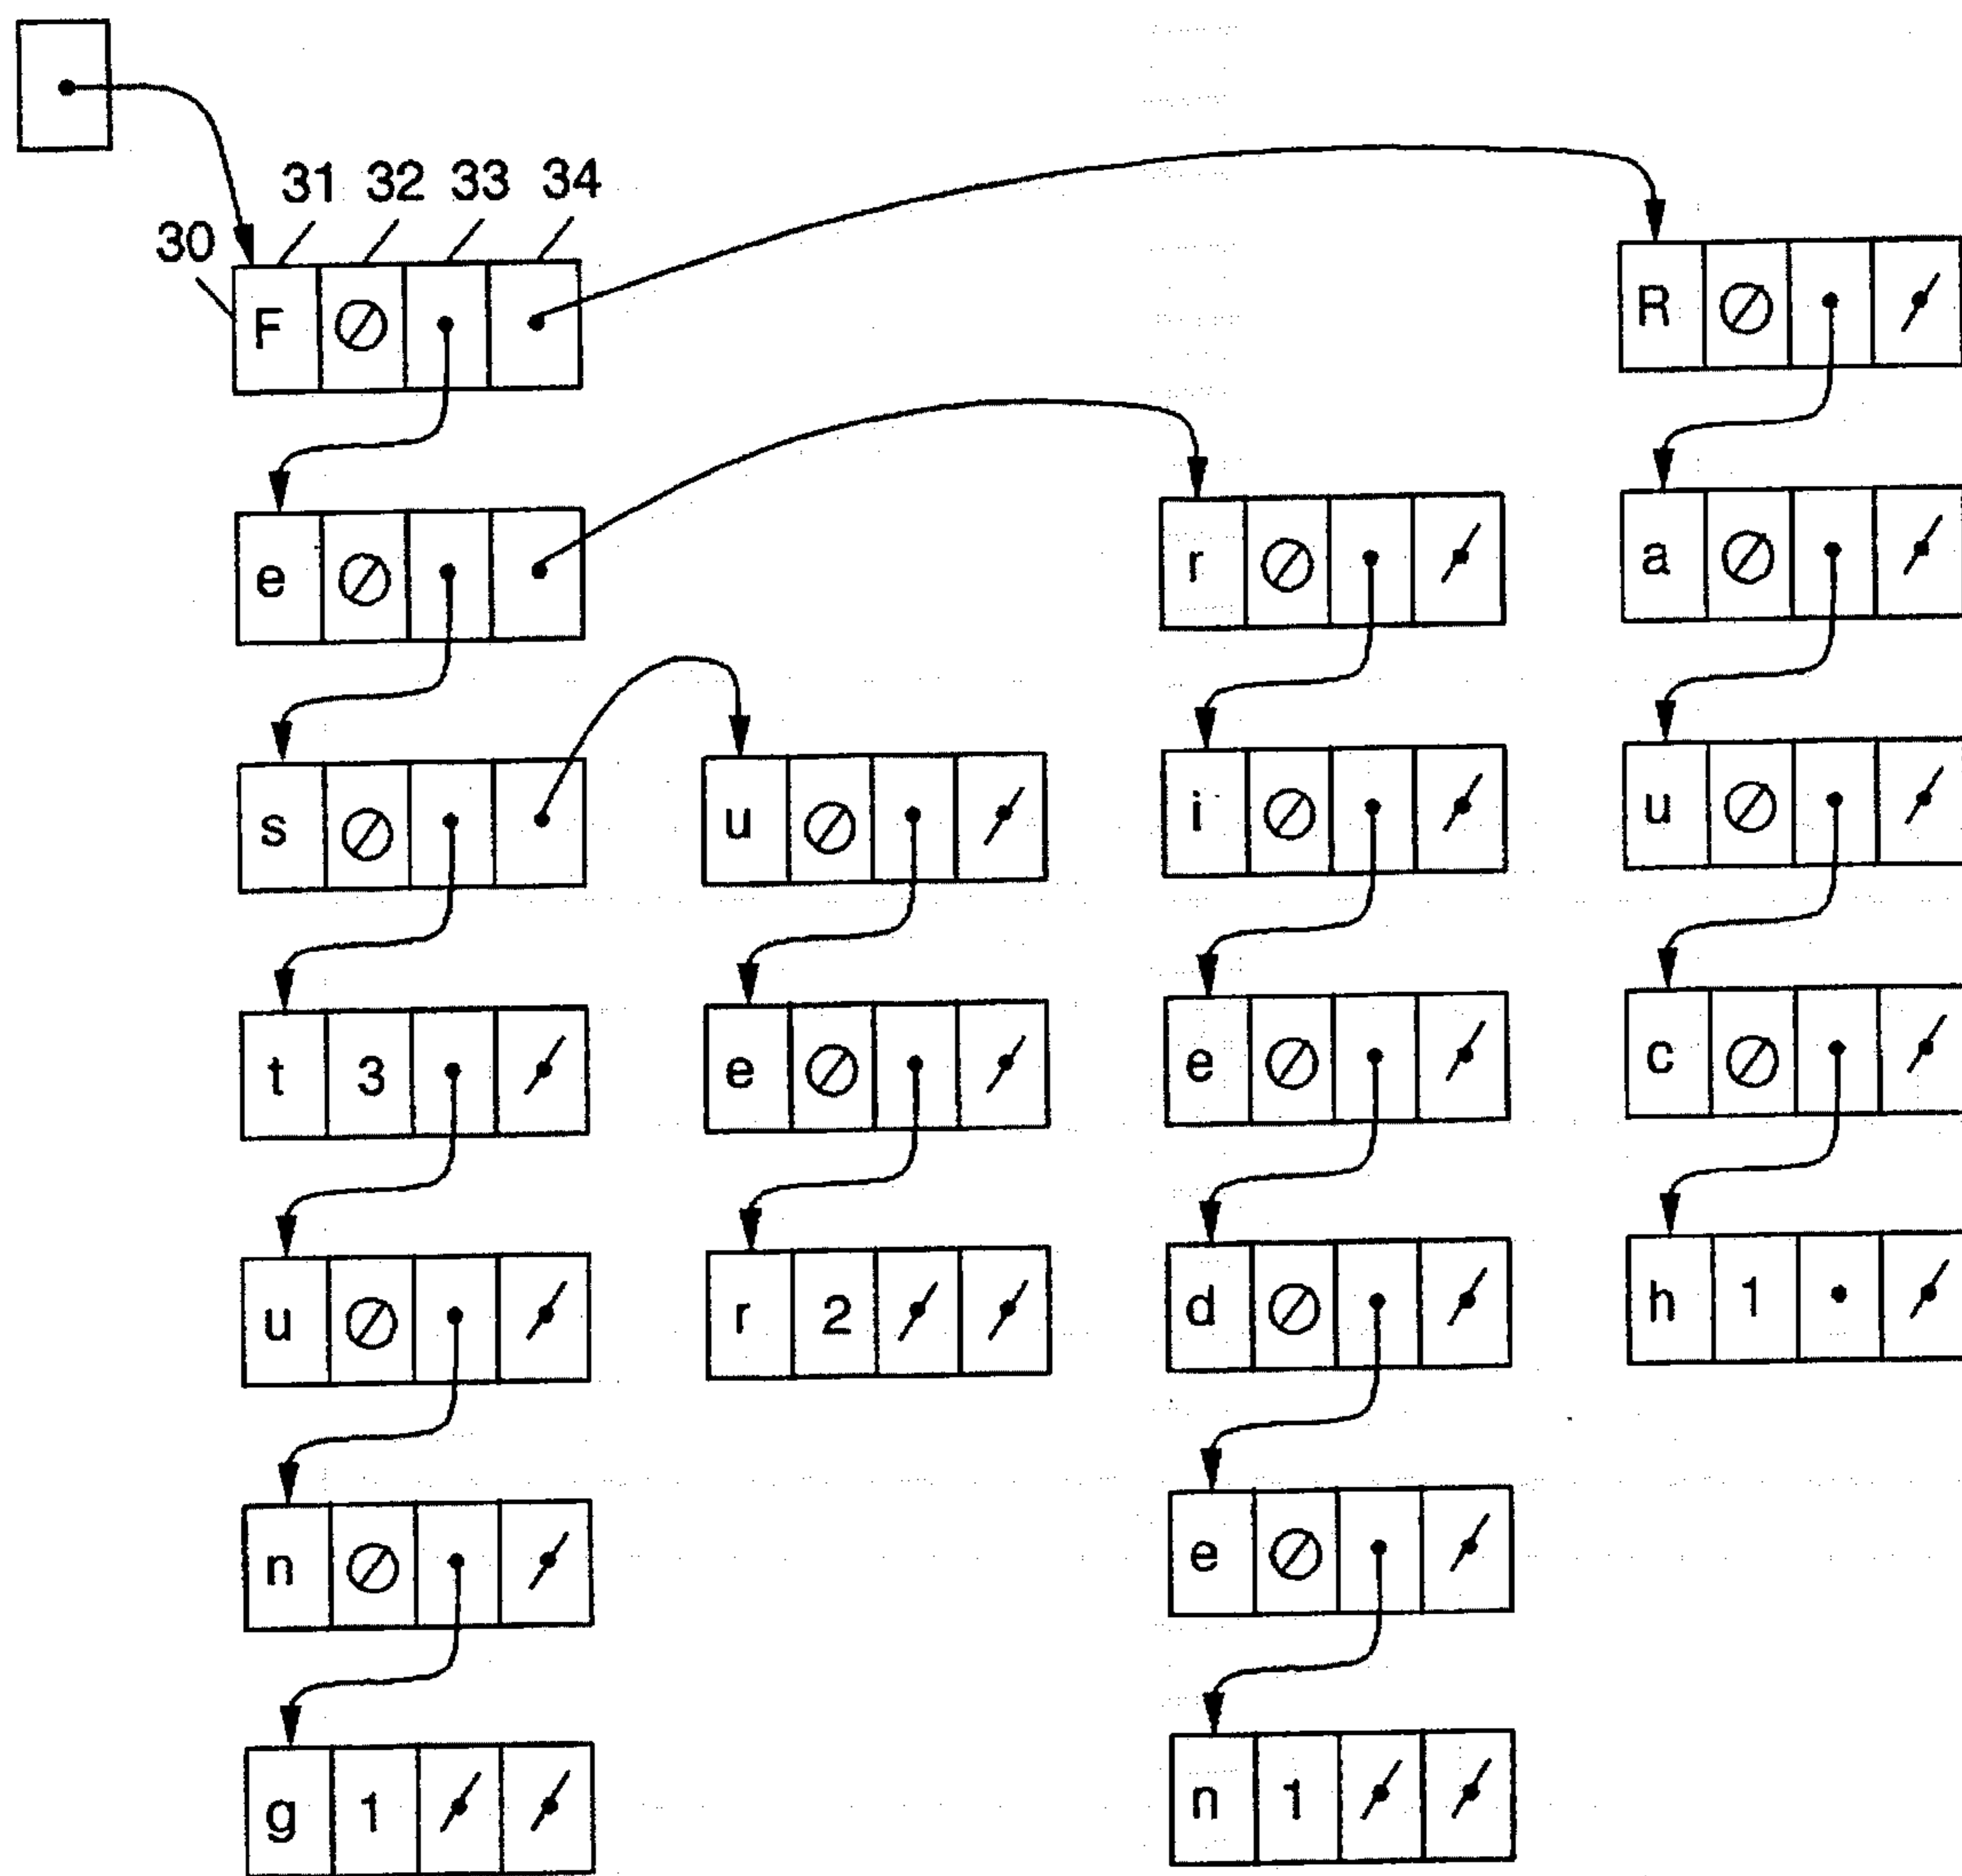 31 32 33 34
30
F ∅
R ∅
e ∅
r ∅
a ∅
s ∅
u ∅
i ∅
u ∅
t 3
e ∅
e ∅
c ∅
u ∅
r 2
d ∅
h 1
n ∅
e ∅
g 1
n 1